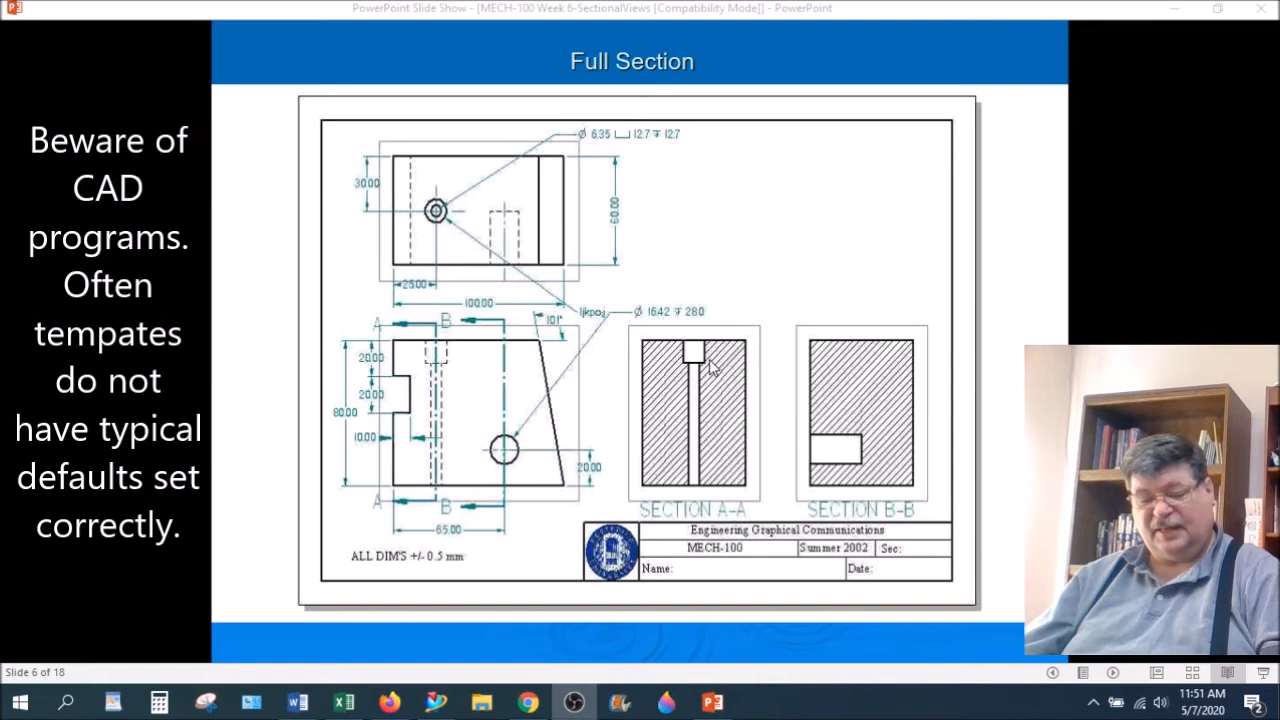 PowerPoint Slide Show - [MECH-100 Week 6-SectionalViews [Compatibility Mode]] - PowerPoint
Full Section
Beware of
CAD
programs.
Often
tempates
do not
have typical
defaults set
correctly.
Ø 6.35 ⌴ 12.7 ↧ 12.7
30.00
60.00
25.00
100.00
ljkpoj
Ø 16.42 ↧ 28.0
101°
A
B
20.00
20.00
80.00
10.00
20.00
A
B
65.00
SECTION A-A
SECTION B-B
ALL DIM'S +/- 0.5 mm
Engineering Graphical Communications
MECH-100
Summer 2002
Sec:
Name:
Date:
Slide 6 of 18
11:51 AM
5/7/2020
2